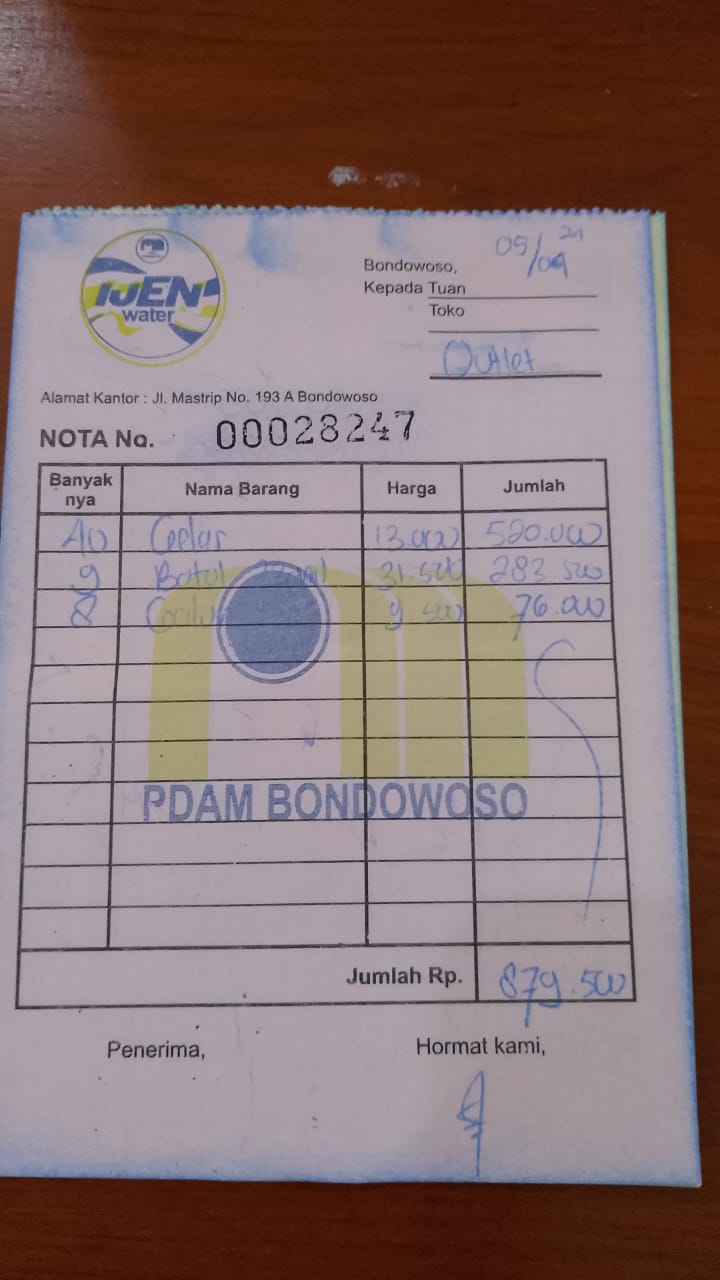 IJEN
water
Bondowoso, 05/09 21
Kepada Tuan
Toko
Outlet
Alamat Kantor : Jl. Mastrip No. 193 A Bondowoso
NOTA No. 00028247
Banyak nya Nama Barang Harga Jumlah
40 Gelas 13.000 520.000
9 Botol 31.500 283.500
8 9.500 76.000
PDAM BONDOWOSO
Jumlah Rp. 879.500
Penerima, Hormat kami,